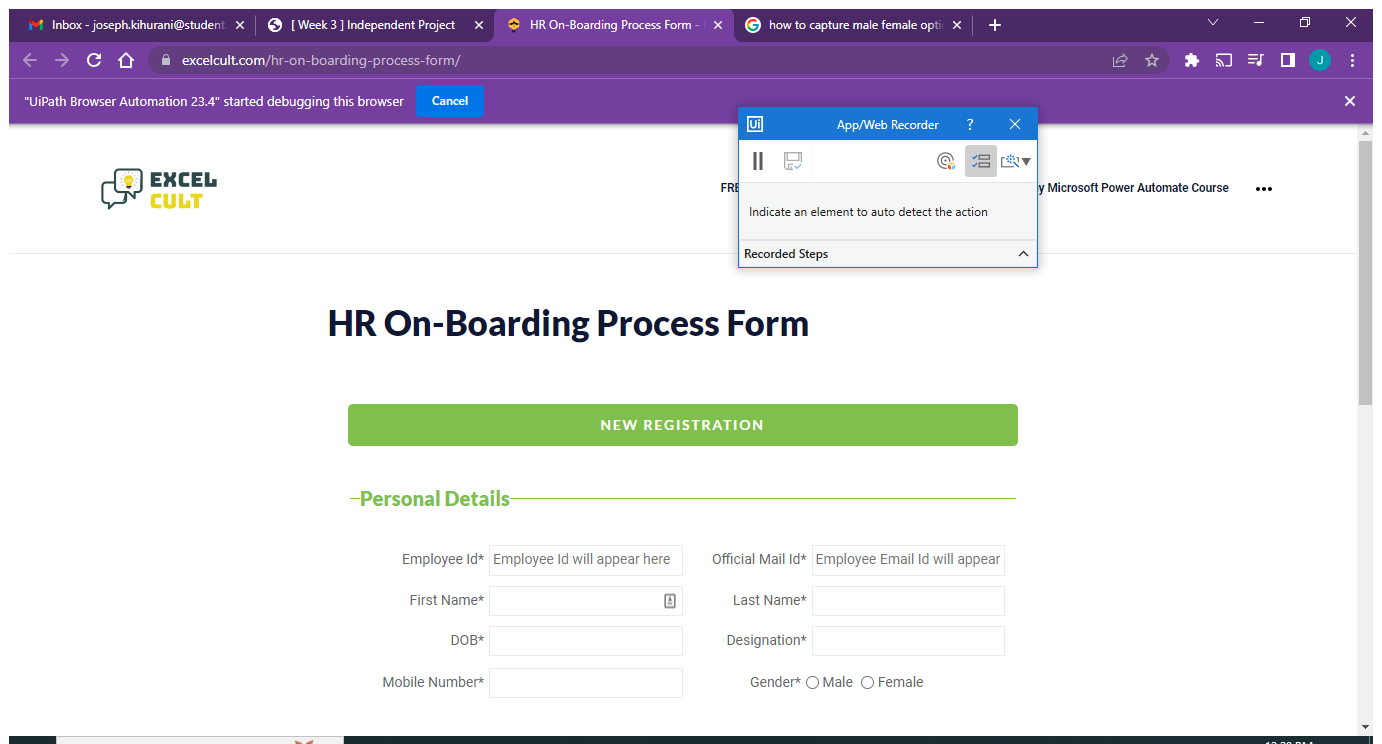 Inbox - joseph.kihurani@student
[ Week 3 ] Independent Project
HR On-Boarding Process Form -
how to capture male female opti
excelcult.com/hr-on-boarding-process-form/
J
"UiPath Browser Automation 23.4" started debugging this browser
Cancel
Ui
App/Web Recorder
?
Indicate an element to auto detect the action
Recorded Steps
EXCEL
CULT
FRE
y Microsoft Power Automate Course
HR On-Boarding Process Form
NEW REGISTRATION
Personal Details
Employee Id* Employee Id will appear here
Official Mail Id* Employee Email Id will appear
First Name*
Last Name*
DOB*
Designation*
Mobile Number*
Gender* Male Female